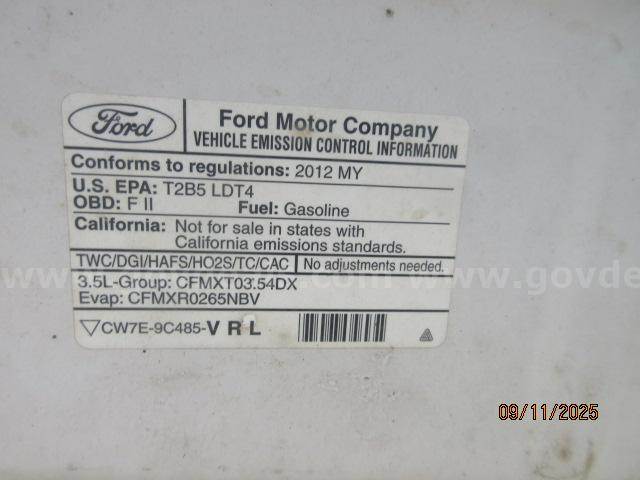 Ford
Ford Motor Company
VEHICLE EMISSION CONTROL INFORMATION
Conforms to regulations: 2012 MY
U.S. EPA: T2B5 LDT4
OBD: F II Fuel: Gasoline
California: Not for sale in states with
California emissions standards.
TWC/DGI/HAFS/HO2S/TC/CAC No adjustments needed.
3.5L-Group: CFMXT03.54DX
Evap: CFMXR0265NBV
CW7E-9C485-V R L
09/11/2025